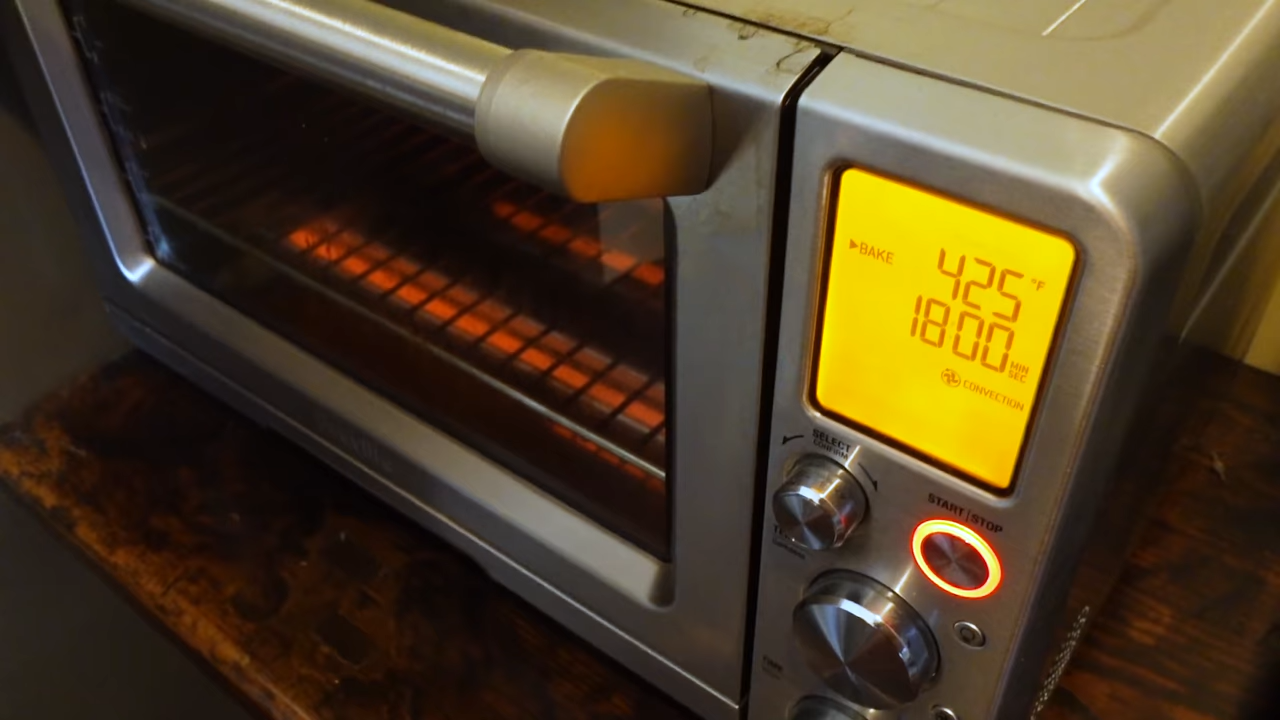 ▶BAKE
425 °F
18:00 MIN SEC
CONVECTION
SELECT
CONFIRM
START | STOP